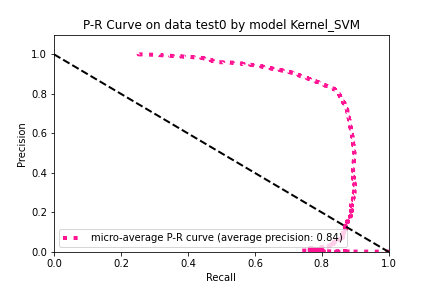 P-R Curve on data test0 by model Kernel_SVM
Precision
1.0
0.8
0.6
0.4
0.2
0.0
micro-average P-R curve (average precision: 0.84)
0.0 0.2 0.4 0.6 0.8 1.0
Recall